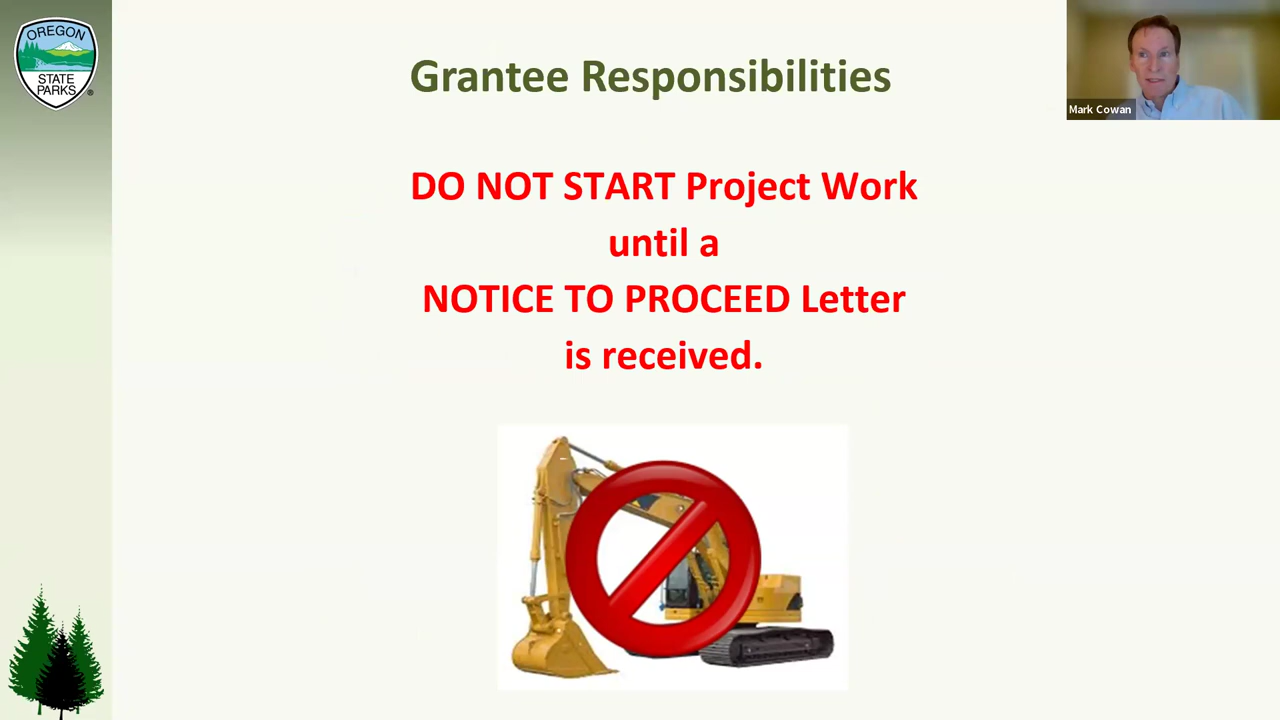 OREGON
STATE
PARKS
®
Grantee Responsibilities
Mark Cowan
DO NOT START Project Work
until a
NOTICE TO PROCEED Letter
is received.